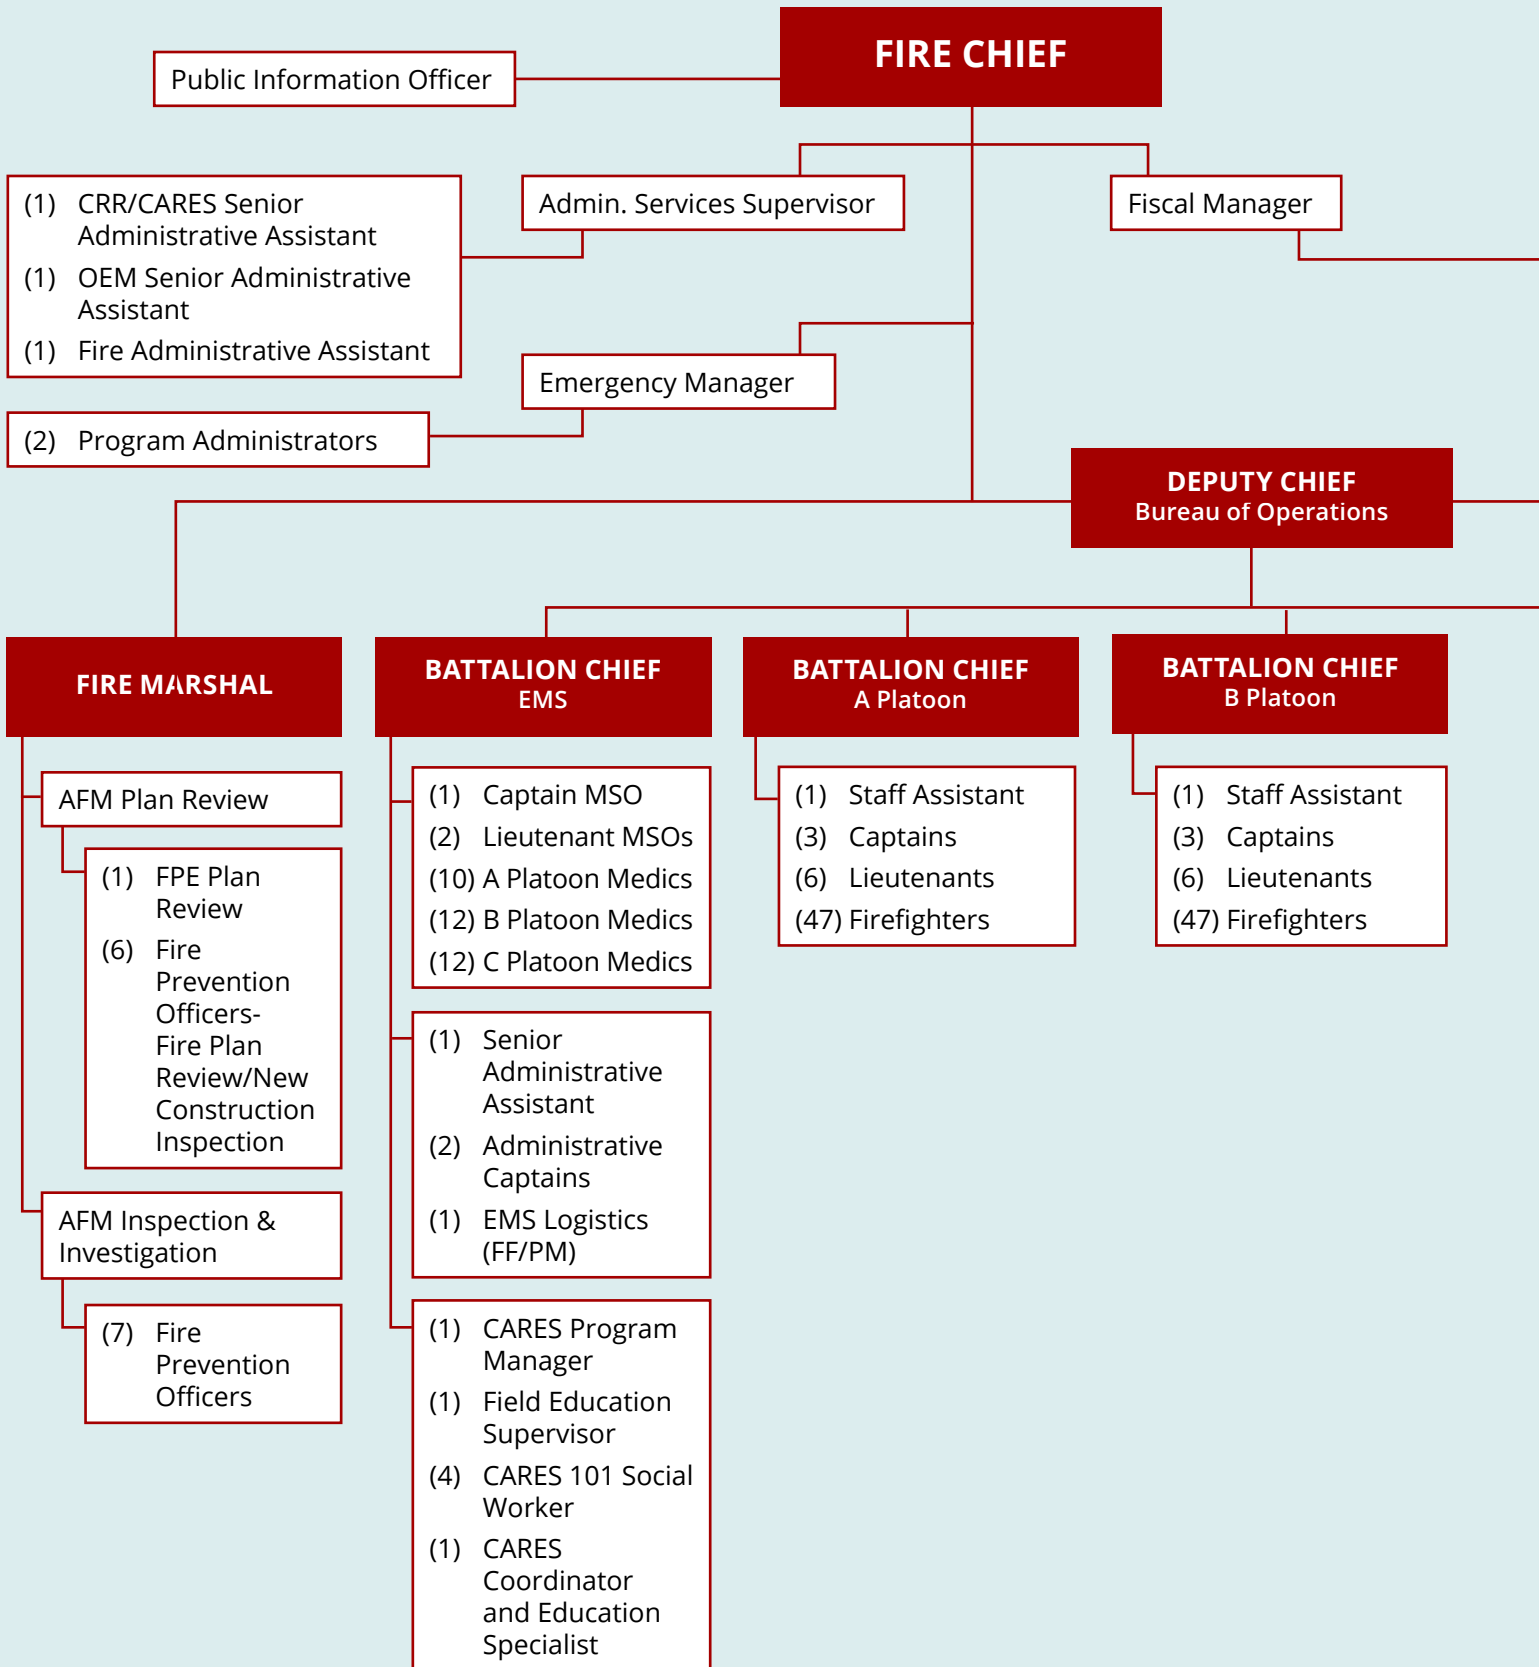 FIRE CHIEF
Public Information Officer
(1) CRR/CARES Senior
Administrative Assistant
(1) OEM Senior Administrative
Assistant
(1) Fire Administrative Assistant
Admin. Services Supervisor
Fiscal Manager
Emergency Manager
(2) Program Administrators
DEPUTY CHIEF
Bureau of Operations
FIRE MARSHAL
AFM Plan Review
(1) FPE Plan
Review
(6) Fire
Prevention
Officers-
Fire Plan
Review/New
Construction
Inspection
AFM Inspection &
Investigation
(7) Fire
Prevention
Officers
BATTALION CHIEF
EMS
(1) Captain MSO
(2) Lieutenant MSOs
(10) A Platoon Medics
(12) B Platoon Medics
(12) C Platoon Medics
(1) Senior
Administrative
Assistant
(2) Administrative
Captains
(1) EMS Logistics
(FF/PM)
(1) CARES Program
Manager
(1) Field Education
Supervisor
(4) CARES 101 Social
Worker
(1) CARES
Coordinator
and Education
Specialist
BATTALION CHIEF
A Platoon
(1) Staff Assistant
(3) Captains
(6) Lieutenants
(47) Firefighters
BATTALION CHIEF
B Platoon
(1) Staff Assistant
(3) Captains
(6) Lieutenants
(47) Firefighters